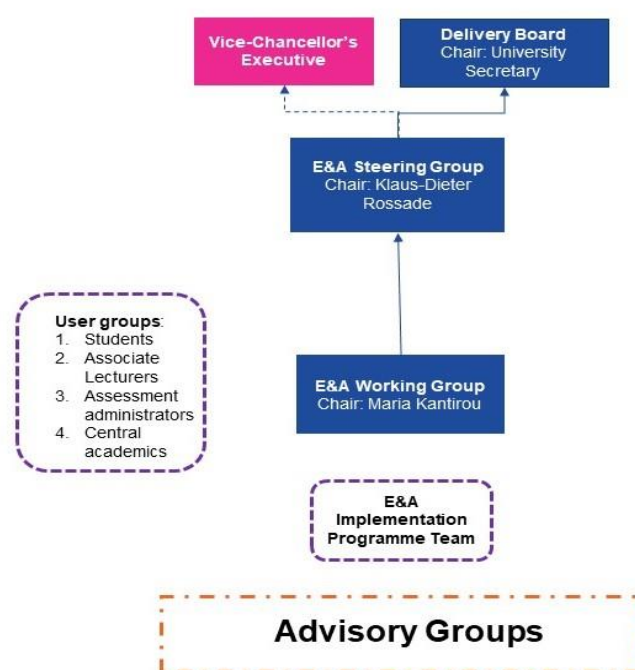 Vice-Chancellor's
Executive
Delivery Board
Chair: University
Secretary
E&A Steering Group
Chair: Klaus-Dieter
Rossade
User groups:
1. Students
2. Associate
Lecturers
3. Assessment
administrators
4. Central
academics
E&A Working Group
Chair: Maria Kantirou
E&A
Implementation
Programme Team
Advisory Groups